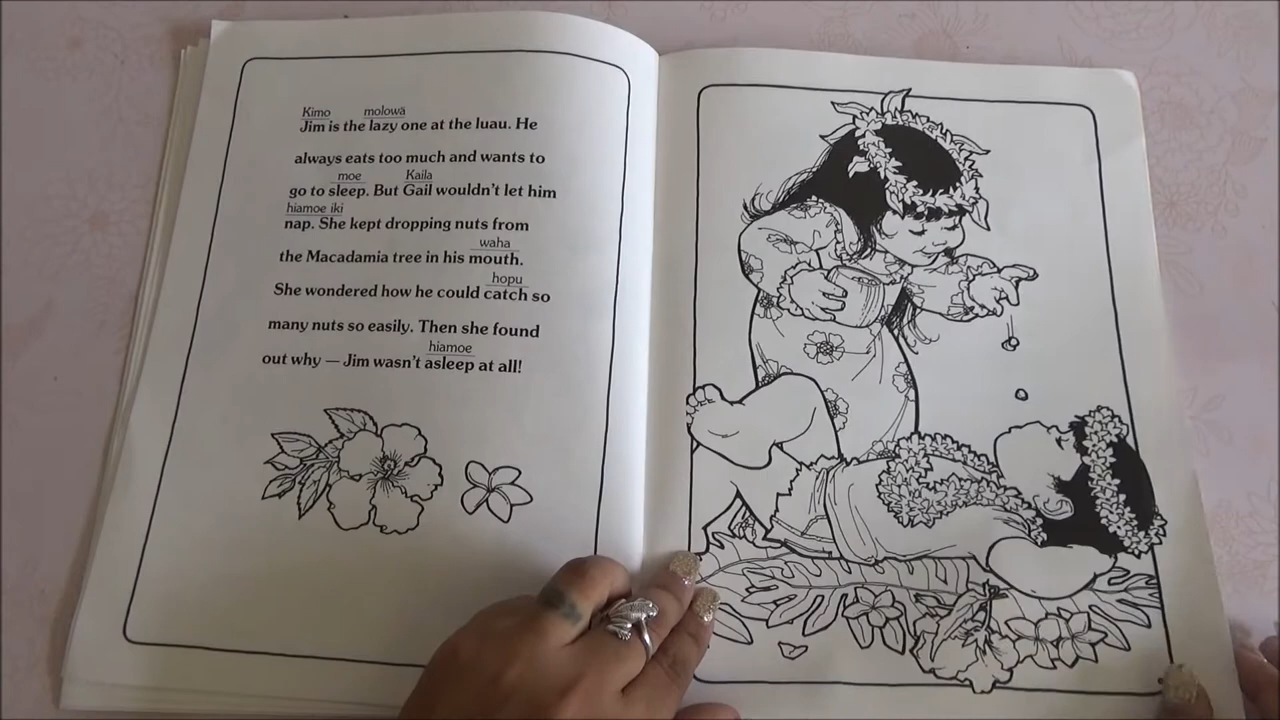 Kimo molowā
Jim is the lazy one at the luau. He
always eats too much and wants to
moe Kaila
go to sleep. But Gail wouldn't let him
hiamoe iki
nap. She kept dropping nuts from
waha
the Macadamia tree in his mouth.
hopu
She wondered how he could catch so
many nuts so easily. Then she found
hiamoe
out why — Jim wasn't asleep at all!